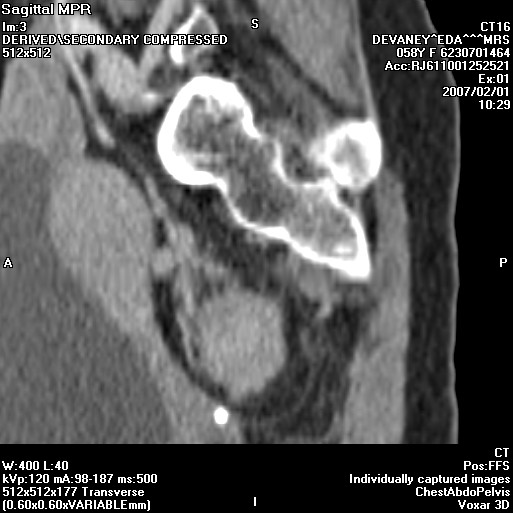 Sagittal MPR
Im:3
DERIVED\SECONDARY COMPRESSED
512x512
S
CT16
DEVANEY^EDA^^^MRS
058Y F 6230701464
Acc:RJ611001252521
Ex:01
2007/02/01
10:29
A
P
W:400 L:40
kVp:120 mA:98-187 ms:500
512x512x177 Transverse
(0.60x0.60xVARIABLEmm)
I
CT
Pos:FFS
Individually captured images
ChestAbdoPelvis
Voxar 3D